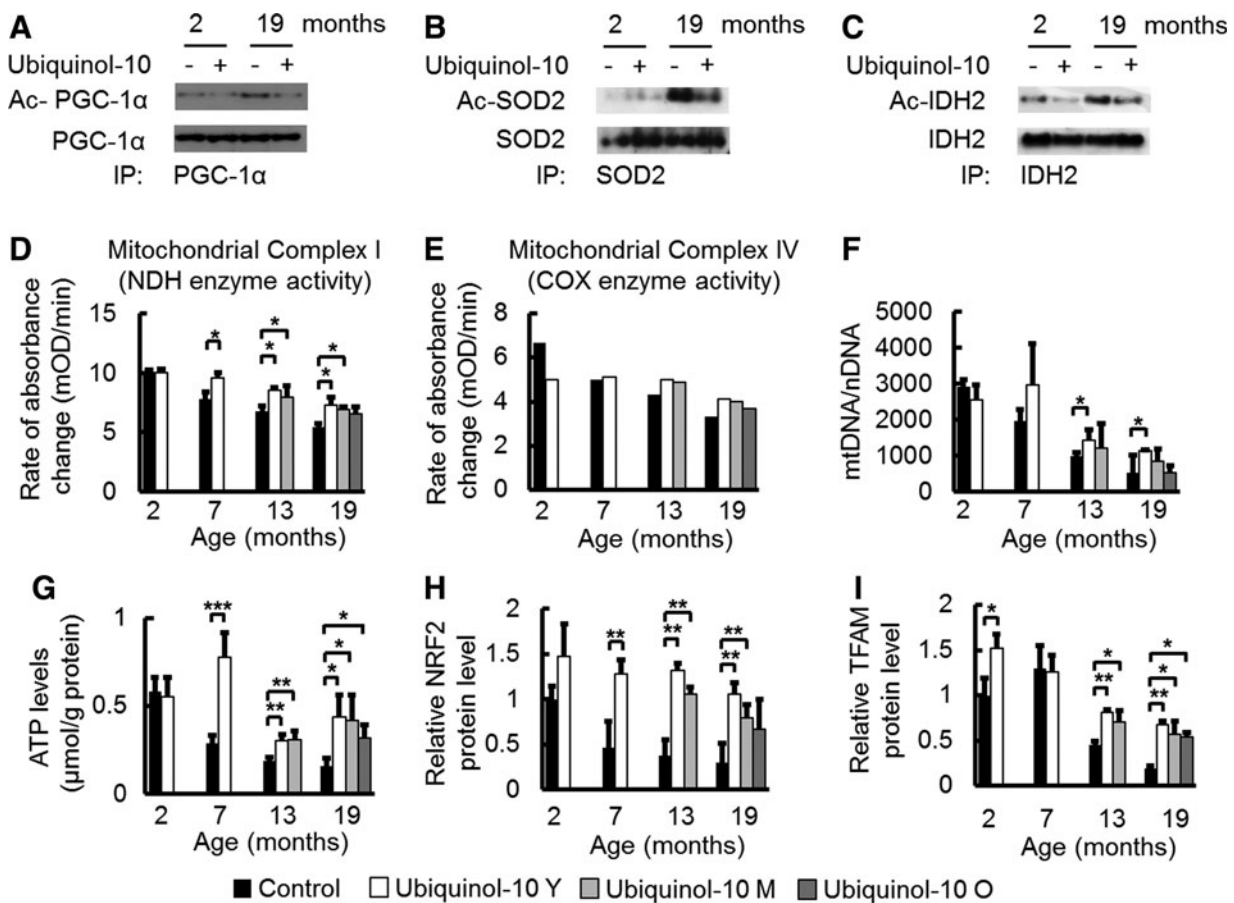 A
2 19 months
Ubiquinol-10 - + - +
Ac- PGC-1α
PGC-1α
IP: PGC-1α
B
2 19 months
Ubiquinol-10 - + - +
Ac-SOD2
SOD2
IP: SOD2
C
2 19 months
Ubiquinol-10 - + - +
Ac-IDH2
IDH2
IP: IDH2
D
Mitochondrial Complex I
(NDH enzyme activity)
Rate of absorbance
change (mOD/min)
15
10
5
0
* * * * *
2 7 13 19
Age (months)
E
Mitochondrial Complex IV
(COX enzyme activity)
Rate of absorbance
change (mOD/min)
8
6
4
2
0
2 7 13 19
Age (months)
F
mtDNA/nDNA
5000
4000
3000
2000
1000
0
* *
2 7 13 19
Age (months)
G
ATP levels
(μmol/g protein)
1
0.5
0
*** ** ** * * *
2 7 13 19
Age (months)
H
Relative NRF2
protein level
2
1.5
1
0.5
0
** ** ** ** **
2 7 13 19
Age (months)
I
Relative TFAM
protein level
2
1.5
1
0.5
0
* ** * ** * *
2 7 13 19
Age (months)
Control Ubiquinol-10 Y Ubiquinol-10 M Ubiquinol-10 O